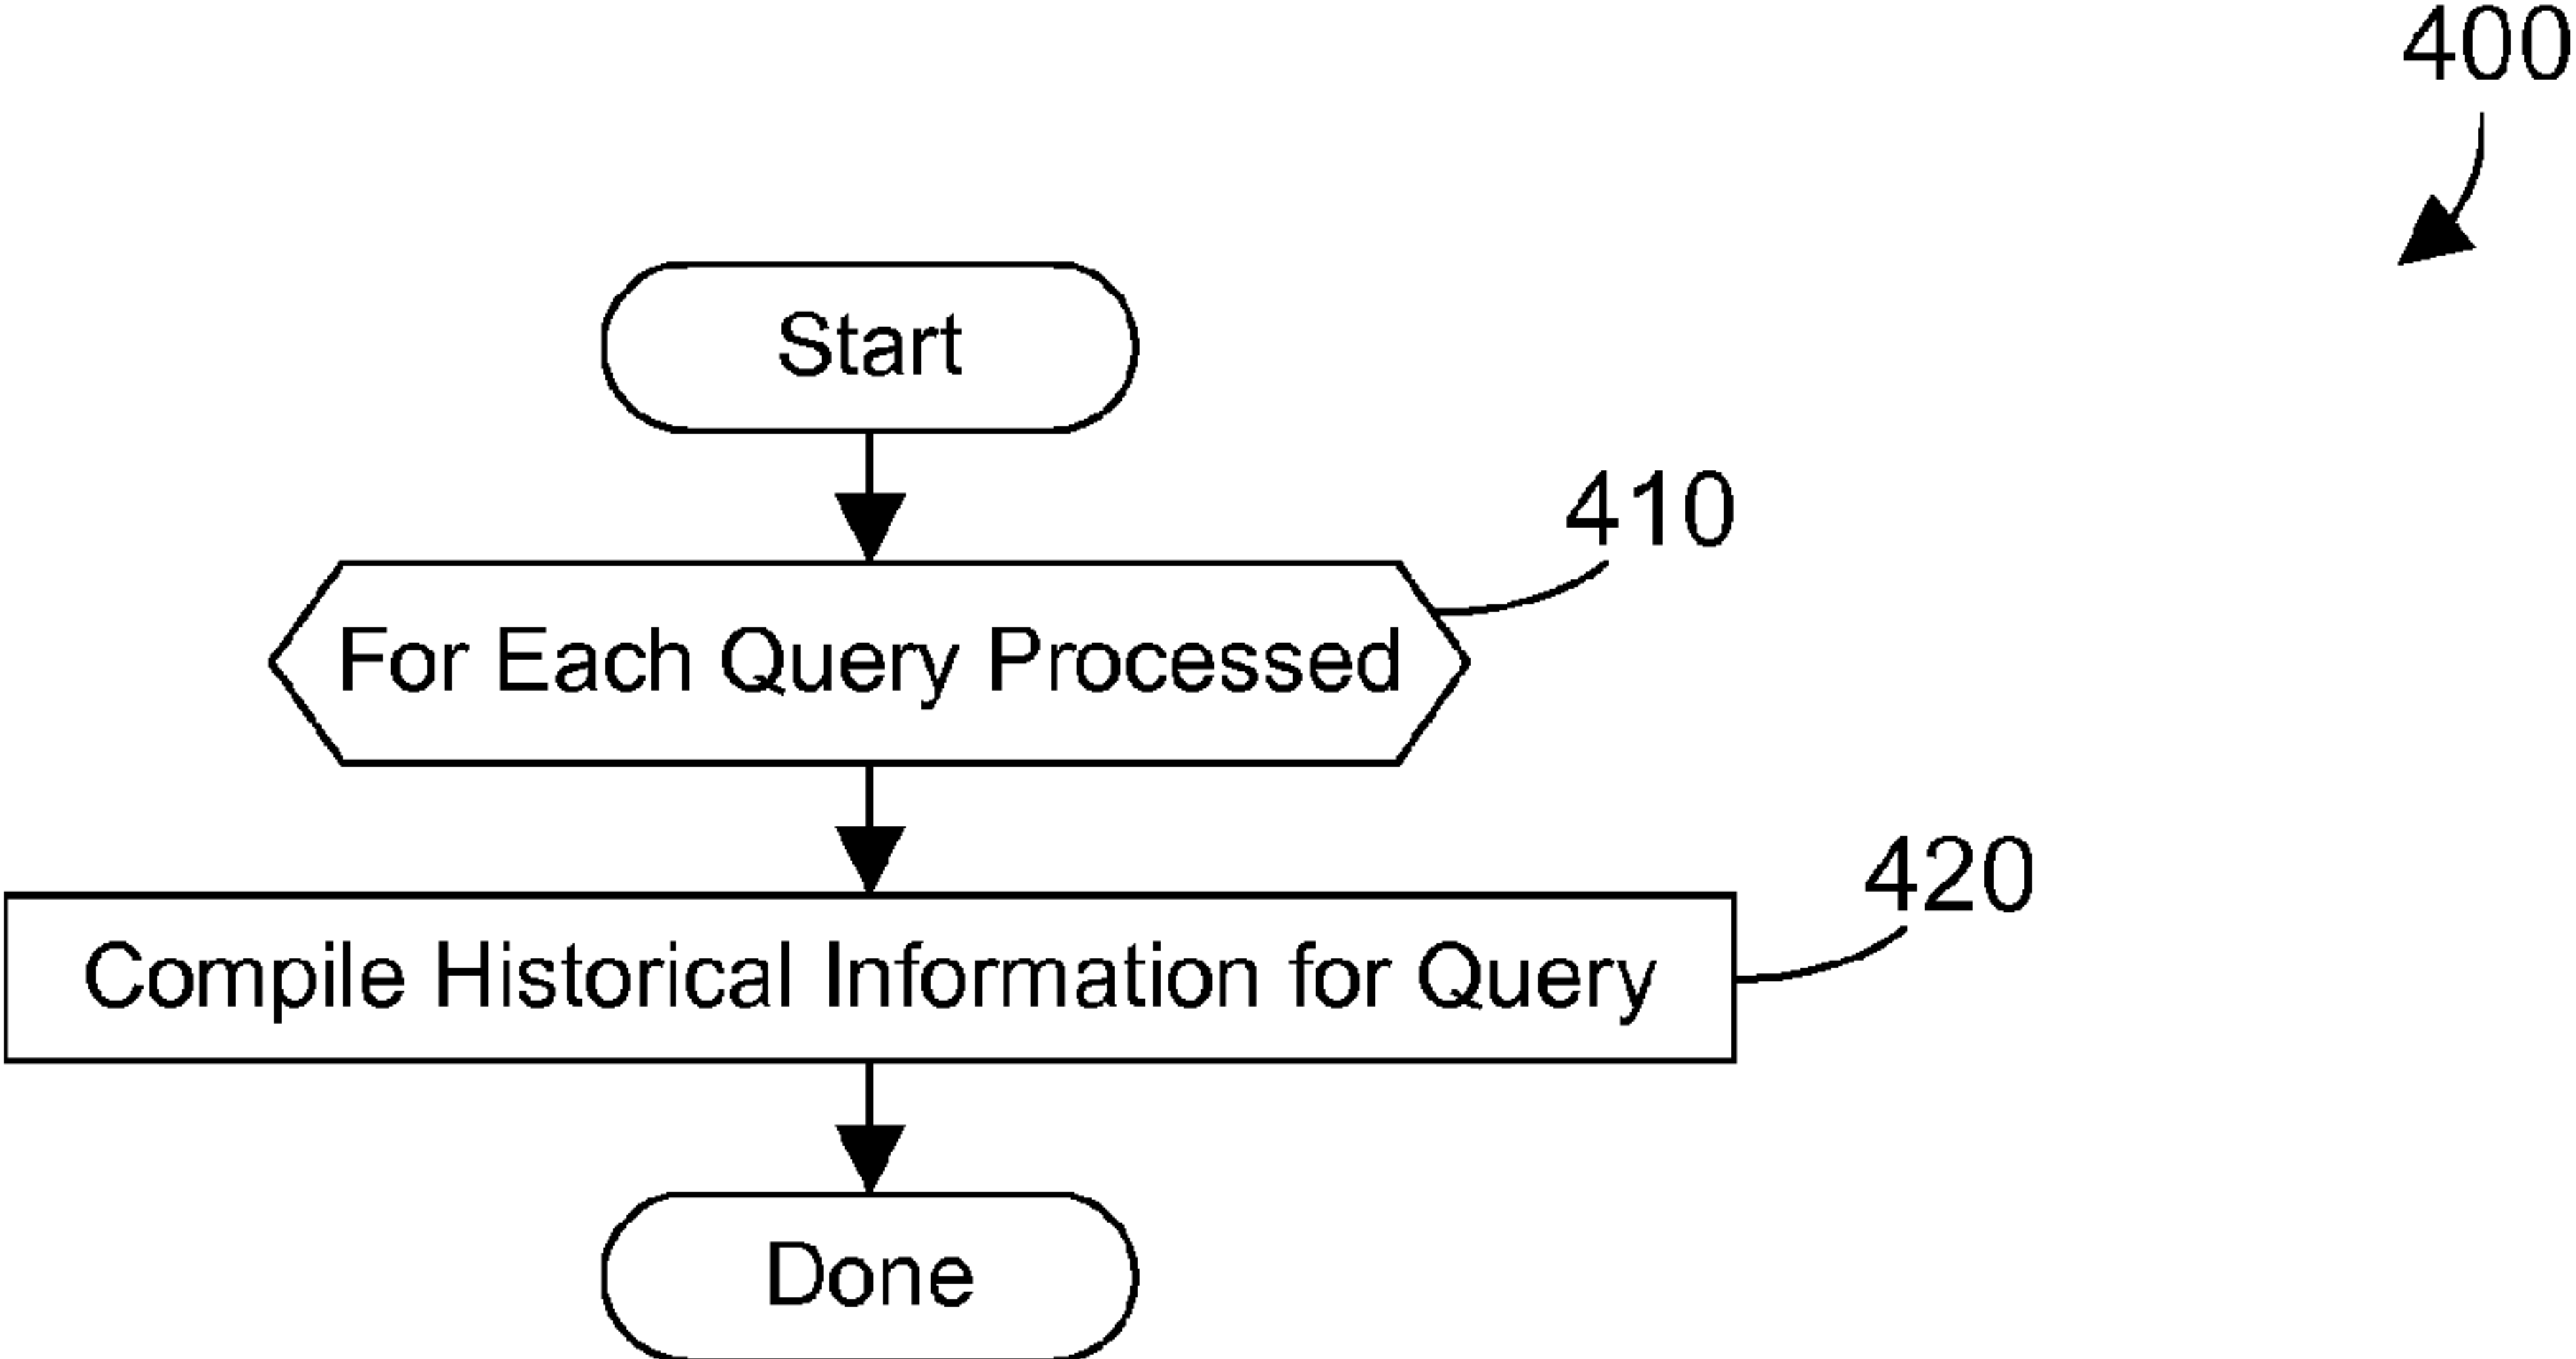 400
Start
410
For Each Query Processed
420
Compile Historical Information for Query
Done